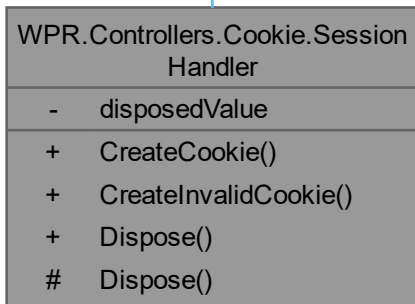 WPR.Controllers.Cookie.Session
Handler
- disposedValue
+ CreateCookie()
+ CreateInvalidCookie()
+ Dispose()
# Dispose()